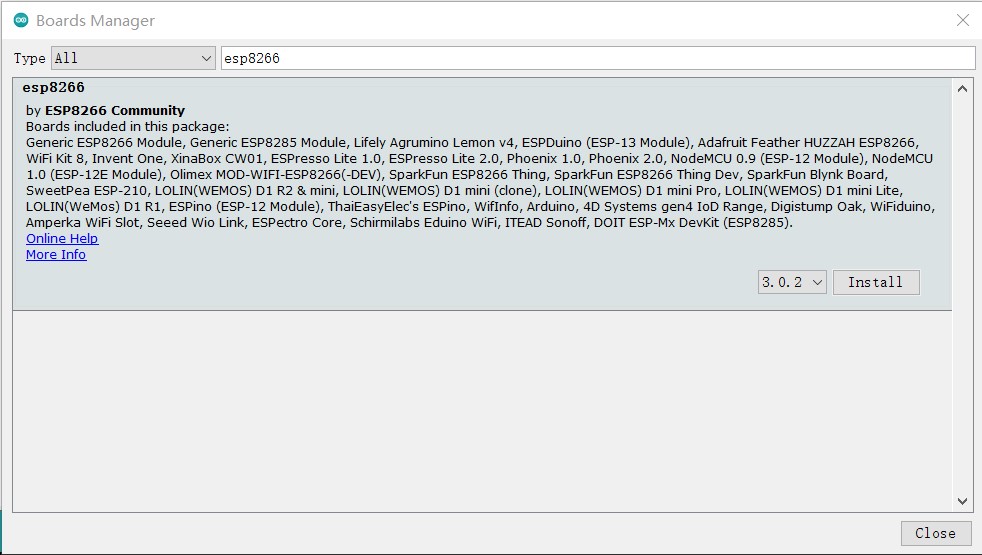 Boards Manager
Type All esp8266
esp8266
by ESP8266 Community
Boards included in this package:
Generic ESP8266 Module, Generic ESP8285 Module, Lifely Agrumino Lemon v4, ESPDuino (ESP-13 Module), Adafruit Feather HUZZAH ESP8266,
WiFi Kit 8, Invent One, XinaBox CW01, ESPresso Lite 1.0, ESPresso Lite 2.0, Phoenix 1.0, Phoenix 2.0, NodeMCU 0.9 (ESP-12 Module), NodeMCU
1.0 (ESP-12E Module), Olimex MOD-WIFI-ESP8266(-DEV), SparkFun ESP8266 Thing, SparkFun ESP8266 Thing Dev, SparkFun Blynk Board,
SweetPea ESP-210, LOLIN(WEMOS) D1 R2 & mini, LOLIN(WEMOS) D1 mini (clone), LOLIN(WEMOS) D1 mini Pro, LOLIN(WEMOS) D1 mini Lite,
LOLIN(WeMos) D1 R1, ESPino (ESP-12 Module), ThaiEasyElec's ESPino, WifInfo, Arduino, 4D Systems gen4 IoD Range, Digistump Oak, WiFiduino,
Amperka WiFi Slot, Seeed Wio Link, ESPectro Core, Schirmilabs Eduino WiFi, ITEAD Sonoff, DOIT ESP-Mx DevKit (ESP8285).
Online Help
More Info
3.0.2 Install
Close